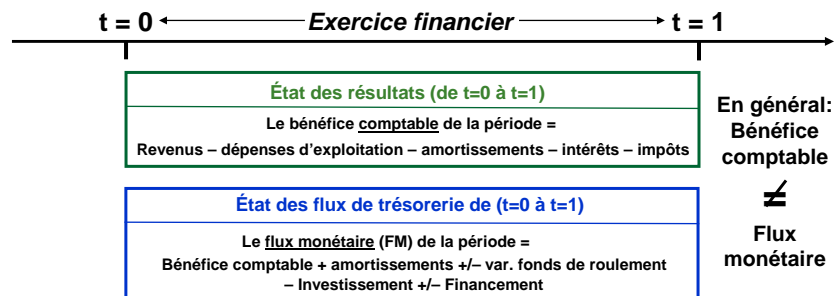 t = 0 Exercice financier t = 1
État des résultats (de t=0 à t=1)
Le bénéfice comptable de la période =
Revenus – dépenses d'exploitation – amortissements – intérêts – impôts
État des flux de trésorerie de (t=0 à t=1)
Le flux monétaire (FM) de la période =
Bénéfice comptable + amortissements +/– var. fonds de roulement
– Investissement +/– Financement
En général:
Bénéfice
comptable
≠
Flux
monétaire